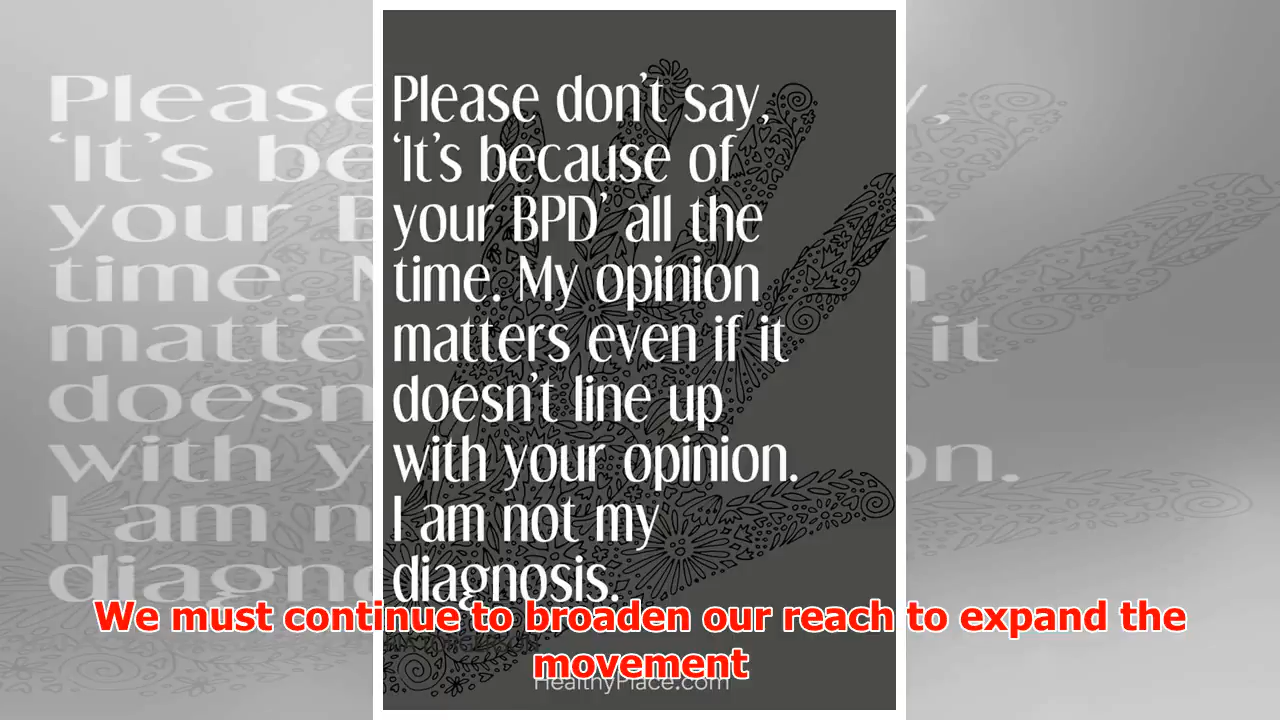 Please don't say,
‘It's because of
your BPD’ all the
time. My opinion
matters even if it
doesn't line up
with your opinion.
I am not my
diagnosis.
We must continue to broaden our reach to expand the
movement
HealthyPlace.com